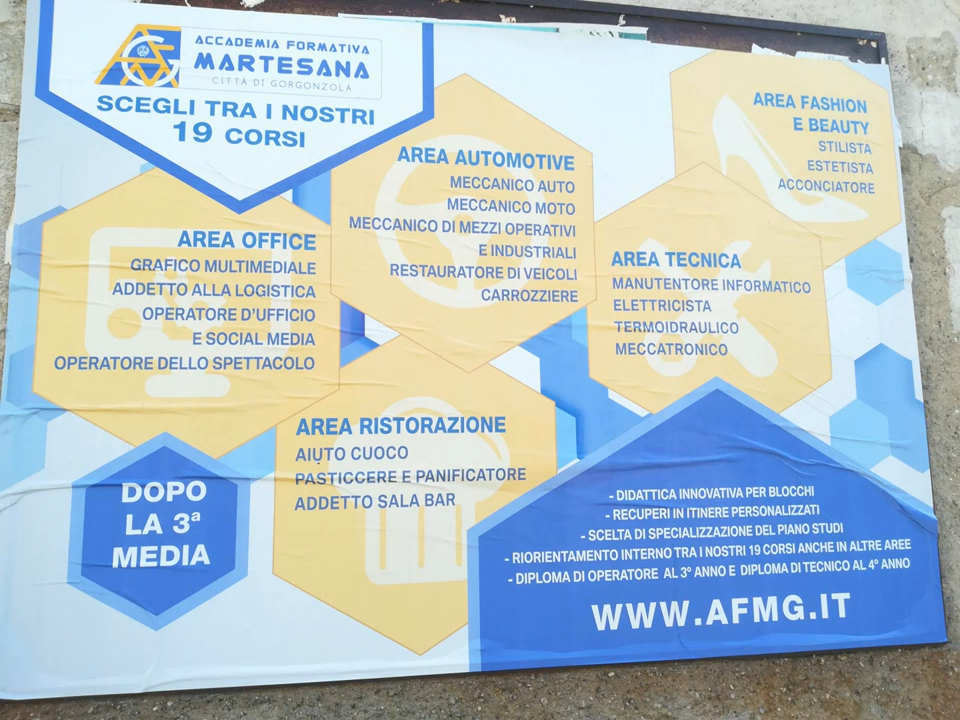 ACCADEMIA FORMATIVA
MARTESANA
CITTÀ DI GORGONZOLA
SCEGLI TRA I NOSTRI
19 CORSI
AREA FASHION
E BEAUTY
STILISTA
ESTETISTA
ACCONCIATORE
AREA AUTOMOTIVE
MECCANICO AUTO
MECCANICO MOTO
MECCANICO DI MEZZI OPERATIVI
E INDUSTRIALI
RESTAURATORE DI VEICOLI
CARROZZIERE
AREA OFFICE
GRAFICO MULTIMEDIALE
ADDETTO ALLA LOGISTICA
OPERATORE D'UFFICIO
E SOCIAL MEDIA
OPERATORE DELLO SPETTACOLO
AREA TECNICA
MANUTENTORE INFORMATICO
ELETTRICISTA
TERMOIDRAULICO
MECCATRONICO
AREA RISTORAZIONE
AIUTO CUOCO
PASTICCERE E PANIFICATORE
ADDETTO SALA BAR
DOPO
LA 3ª
MEDIA
- DIDATTICA INNOVATIVA PER BLOCCHI
- RECUPERI IN ITINERE PERSONALIZZATI
- SCELTA DI SPECIALIZZAZIONE DEL PIANO STUDI
- RIORIENTAMENTO INTERNO TRA I NOSTRI 19 CORSI ANCHE IN ALTRE AREE
- DIPLOMA DI OPERATORE AL 3° ANNO E DIPLOMA DI TECNICO AL 4° ANNO
WWW.AFMG.IT